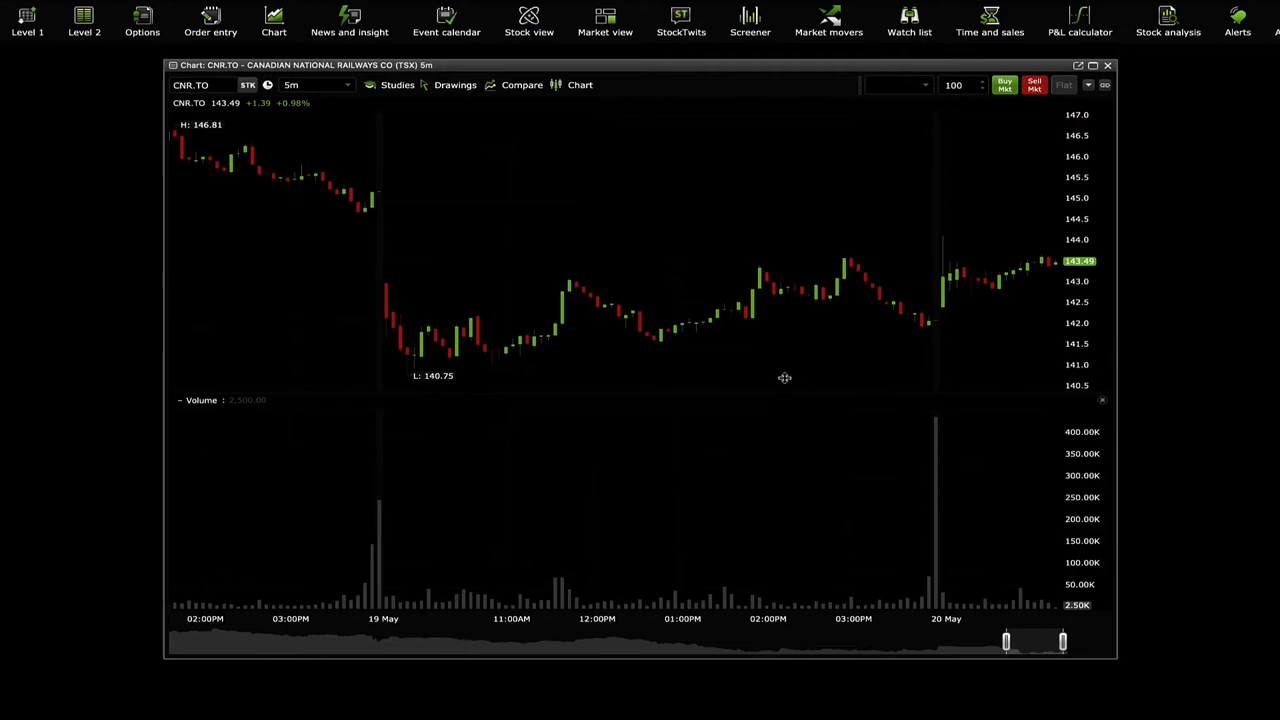 Level 1 Level 2 Options Order entry Chart News and insight Event calendar Stock view Market view StockTwits Screener Market movers Watch list Time and sales P&L calculator Stock analysis Alerts A
Chart: CNR.TO - CANADIAN NATIONAL RAILWAYS CO (TSX) 5m
CNR.TO STK 5m Studies Drawings Compare Chart 100 Buy Mkt Sell Mkt Flat
CNR.TO 143.49 +1.39 +0.98%
H: 146.81
147.0
146.5
146.0
145.5
145.0
144.5
144.0
143.49
143.0
142.5
142.0
141.5
141.0
L: 140.75
140.5
– Volume : 2,500.00
400.00K
350.00K
300.00K
250.00K
200.00K
150.00K
100.00K
50.00K
2.50K
02:00PM 03:00PM 19 May 11:00AM 12:00PM 01:00PM 02:00PM 03:00PM 20 May